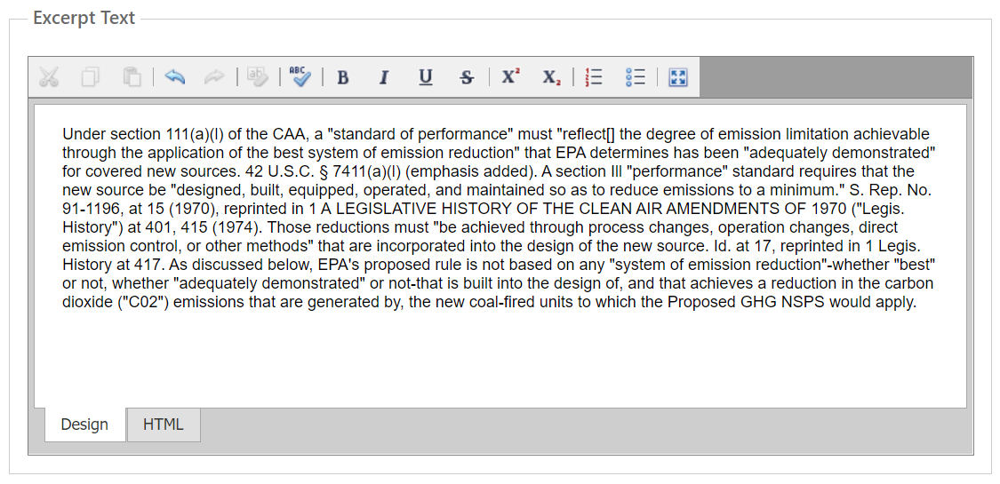 Excerpt Text
ab ABC B I U S X² X₂
Under section 111(a)(l) of the CAA, a "standard of performance" must "reflect[] the degree of emission limitation achievable
through the application of the best system of emission reduction" that EPA determines has been "adequately demonstrated"
for covered new sources. 42 U.S.C. § 7411(a)(l) (emphasis added). A section Ill "performance" standard requires that the
new source be "designed, built, equipped, operated, and maintained so as to reduce emissions to a minimum." S. Rep. No.
91-1196, at 15 (1970), reprinted in 1 A LEGISLATIVE HISTORY OF THE CLEAN AIR AMENDMENTS OF 1970 ("Legis.
History") at 401, 415 (1974). Those reductions must "be achieved through process changes, operation changes, direct
emission control, or other methods" that are incorporated into the design of the new source. Id. at 17, reprinted in 1 Legis.
History at 417. As discussed below, EPA's proposed rule is not based on any "system of emission reduction"-whether "best"
or not, whether "adequately demonstrated" or not-that is built into the design of, and that achieves a reduction in the carbon
dioxide ("C02") emissions that are generated by, the new coal-fired units to which the Proposed GHG NSPS would apply.
Design HTML